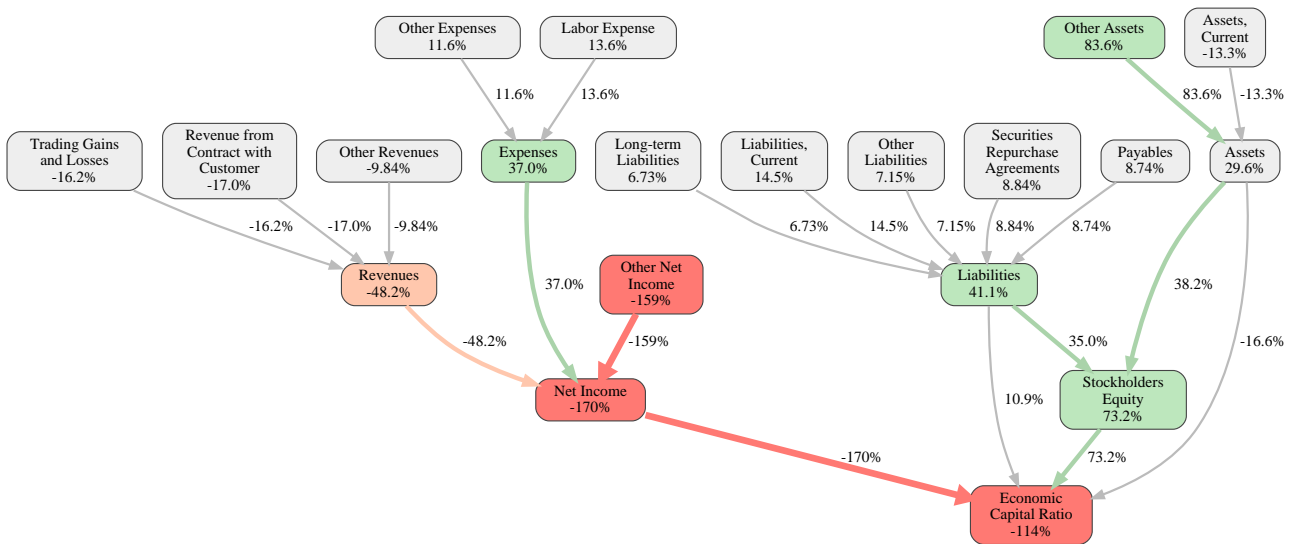 Other Expenses
11.6%
Labor Expense
13.6%
Other Assets
83.6%
Assets,
Current
-13.3%
11.6%
13.6%
83.6%
-13.3%
Trading Gains
and Losses
-16.2%
Revenue from
Contract with
Customer
-17.0%
Other Revenues
-9.84%
Expenses
37.0%
Long-term
Liabilities
6.73%
Liabilities,
Current
14.5%
Other
Liabilities
7.15%
Securities
Repurchase
Agreements
8.84%
Payables
8.74%
Assets
29.6%
-16.2%
-17.0%
-9.84%
6.73%
14.5%
7.15%
8.84%
8.74%
Revenues
-48.2%
37.0%
Other Net
Income
-159%
Liabilities
41.1%
38.2%
-48.2%
-159%
35.0%
-16.6%
Net Income
-170%
10.9%
Stockholders
Equity
73.2%
-170%
73.2%
Economic
Capital Ratio
-114%